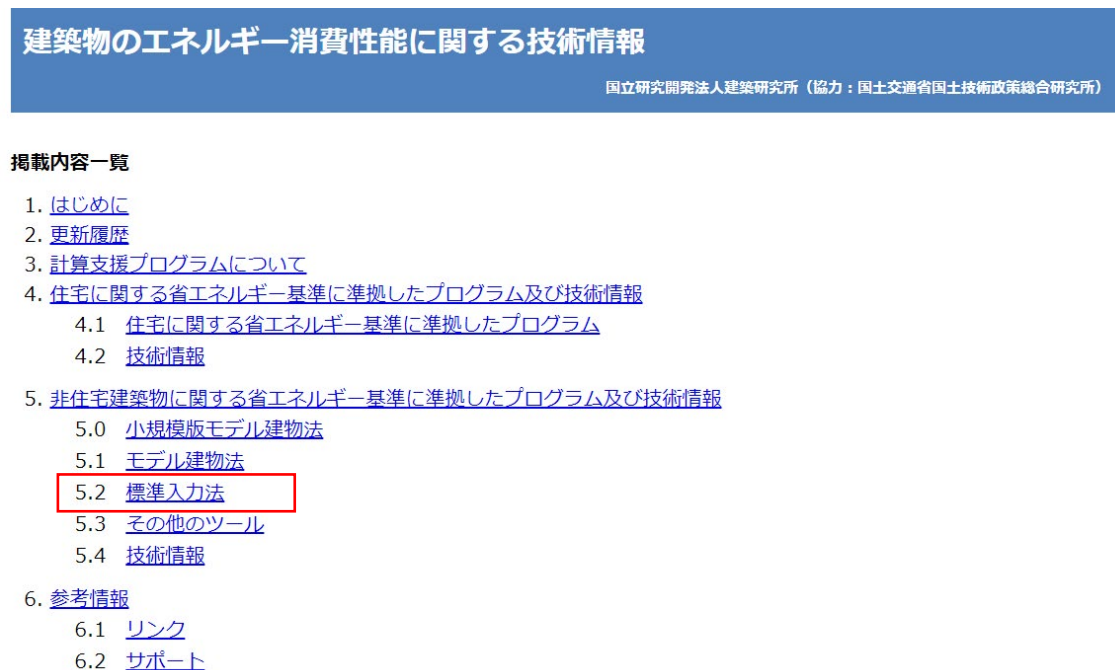 建築物のエネルギー消費性能に関する技術情報
国立研究開発法人建築研究所（協力：国土交通省国土技術政策総合研究所）
掲載内容一覧
1. はじめに
2. 更新履歴
3. 計算支援プログラムについて
4. 住宅に関する省エネルギー基準に準拠したプログラム及び技術情報
4.1 住宅に関する省エネルギー基準に準拠したプログラム
4.2 技術情報
5. 非住宅建築物に関する省エネルギー基準に準拠したプログラム及び技術情報
5.0 小規模版モデル建物法
5.1 モデル建物法
5.2 標準入力法
5.3 その他のツール
5.4 技術情報
6. 参考情報
6.1 リンク
6.2 サポート